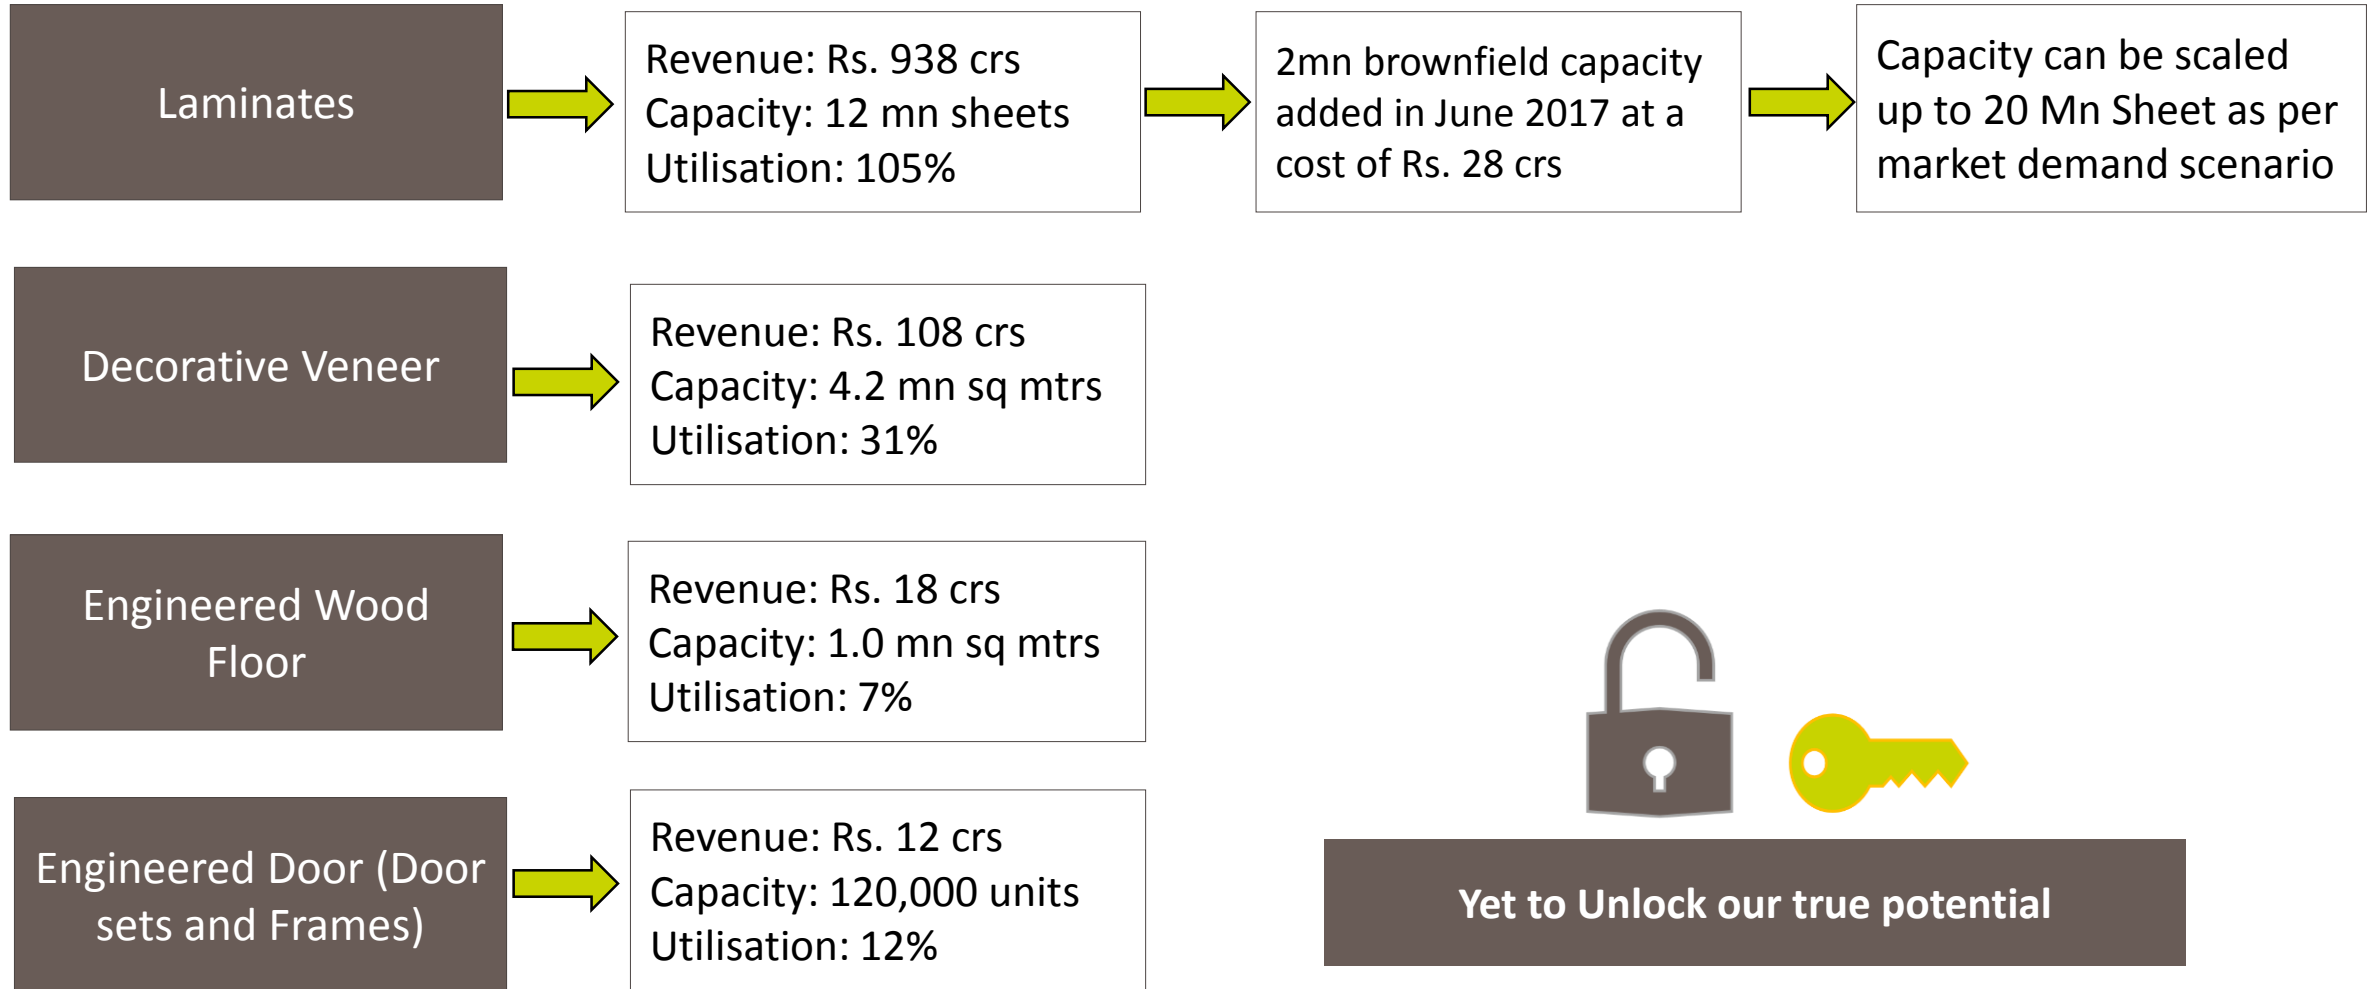 Laminates
Revenue: Rs. 938 crs
Capacity: 12 mn sheets
Utilisation: 105%
2mn brownfield capacity
added in June 2017 at a
cost of Rs. 28 crs
Capacity can be scaled
up to 20 Mn Sheet as per
market demand scenario
Decorative Veneer
Revenue: Rs. 108 crs
Capacity: 4.2 mn sq mtrs
Utilisation: 31%
Engineered Wood
Floor
Revenue: Rs. 18 crs
Capacity: 1.0 mn sq mtrs
Utilisation: 7%
Engineered Door (Door
sets and Frames)
Revenue: Rs. 12 crs
Capacity: 120,000 units
Utilisation: 12%
Yet to Unlock our true potential